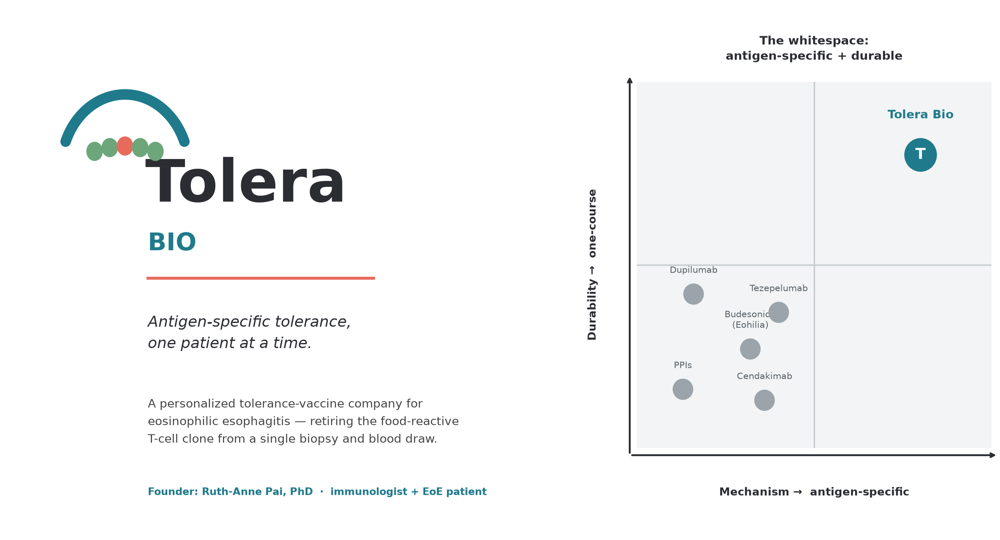 Tolera
BIO
Antigen-specific tolerance,
one patient at a time.
A personalized tolerance-vaccine company for
eosinophilic esophagitis — retiring the food-reactive
T-cell clone from a single biopsy and blood draw.
Founder: Ruth-Anne Pai, PhD · immunologist + EoE patient
The whitespace:
antigen-specific + durable
Durability → one-course
Tolera Bio
T
Dupilumab
Tezepelumab
Budesonid
(Eohilia)
PPIs
Cendakimab
Mechanism → antigen-specific